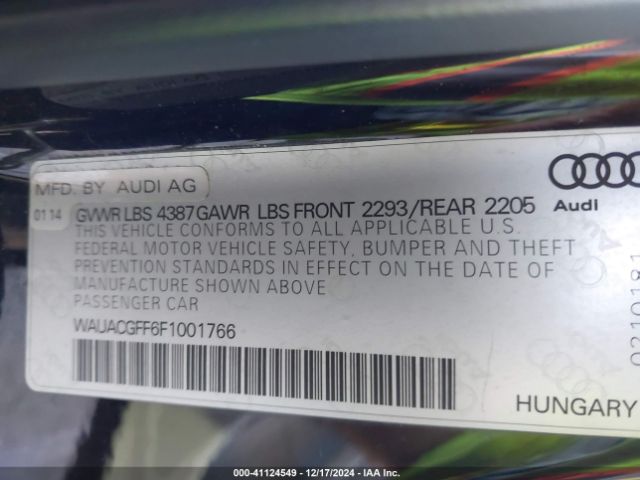 MFD. BY AUDI AG
01 14 GVWR LBS 4387 GAWR LBS FRONT 2293/REAR 2205
Audi
THIS VEHICLE CONFORMS TO ALL APPLICABLE U.S.
FEDERAL MOTOR VEHICLE SAFETY, BUMPER AND THEFT
PREVENTION STANDARDS IN EFFECT ON THE DATE OF
MANUFACTURE SHOWN ABOVE
PASSENGER CAR
WAUACGFF6F1001766
HUNGARY
0210181
000-41124549 - 12/17/2024 - IAA Inc.